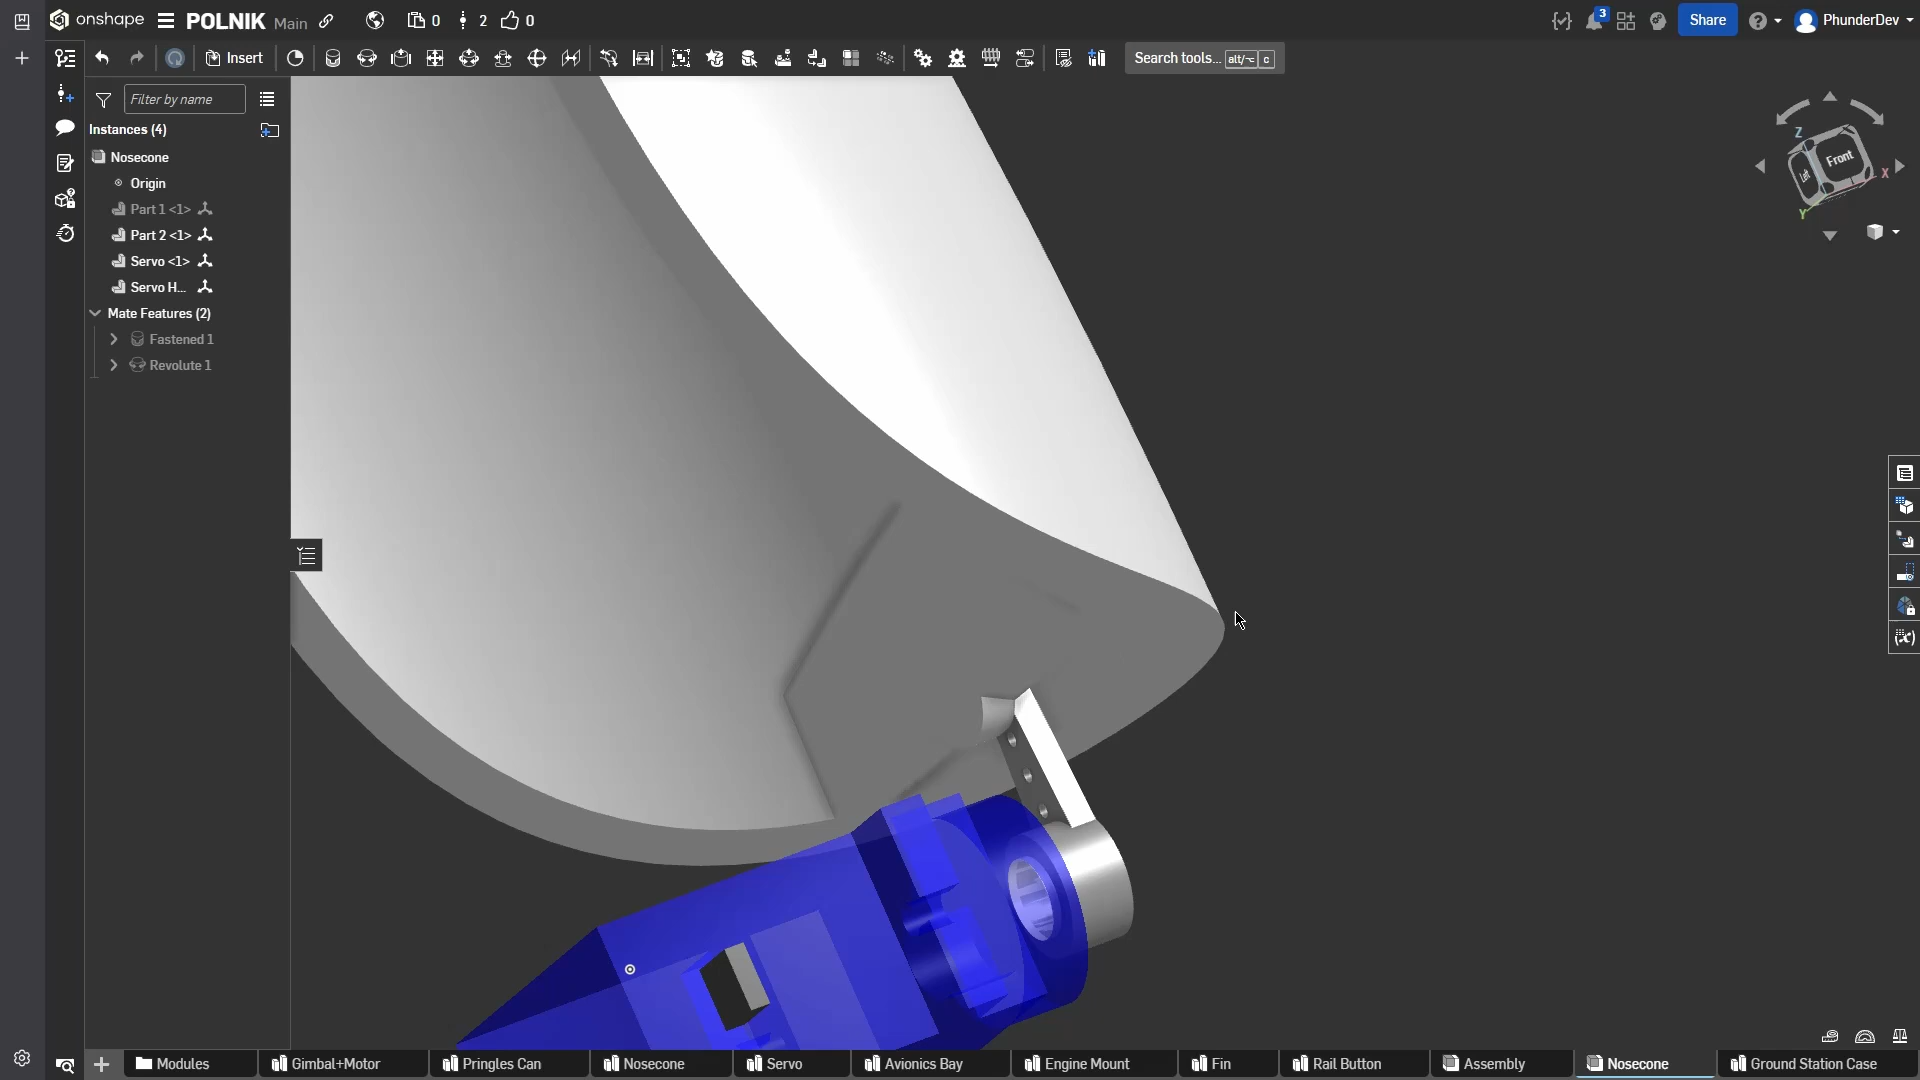 onshape POLNIK Main 0 2 0 3 Share PhunderDev
Insert Search tools... alt/⌥ c
Filter by name
Instances (4)
Nosecone
Origin
Part 1 <1>
Part 2 <1>
Servo <1>
Servo H...
Mate Features (2)
Fastened 1
Revolute 1
Z
Front
Left
X
Y
Modules Gimbal+Motor Pringles Can Nosecone Servo Avionics Bay Engine Mount Fin Rail Button Assembly Nosecone Ground Station Case